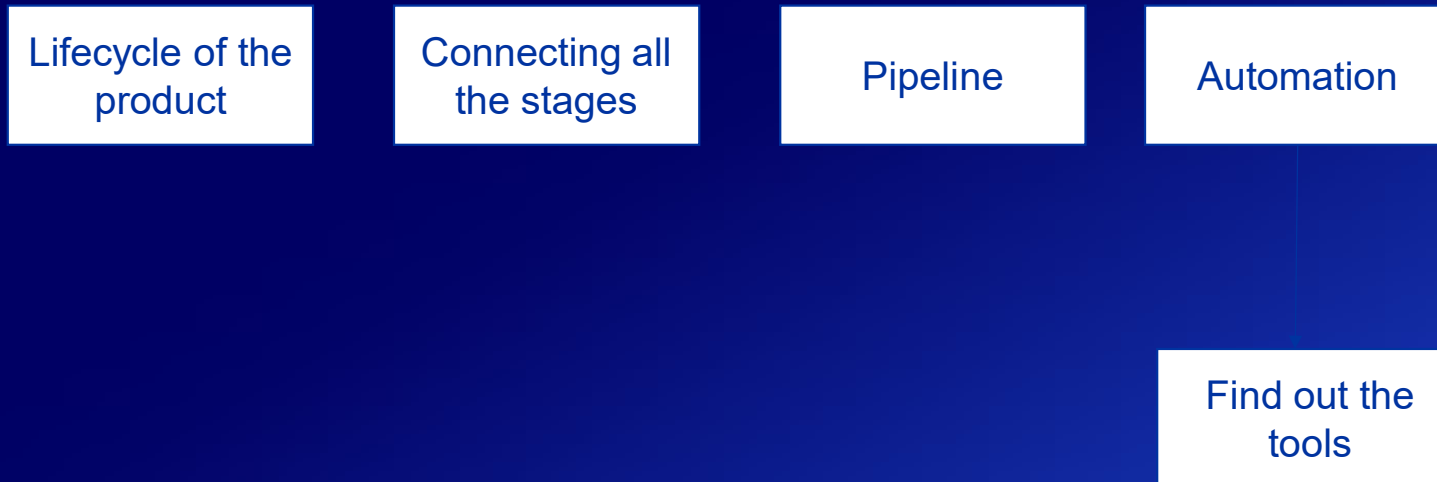 Lifecycle of the
product
Connecting all
the stages
Pipeline
Automation
Find out the
tools